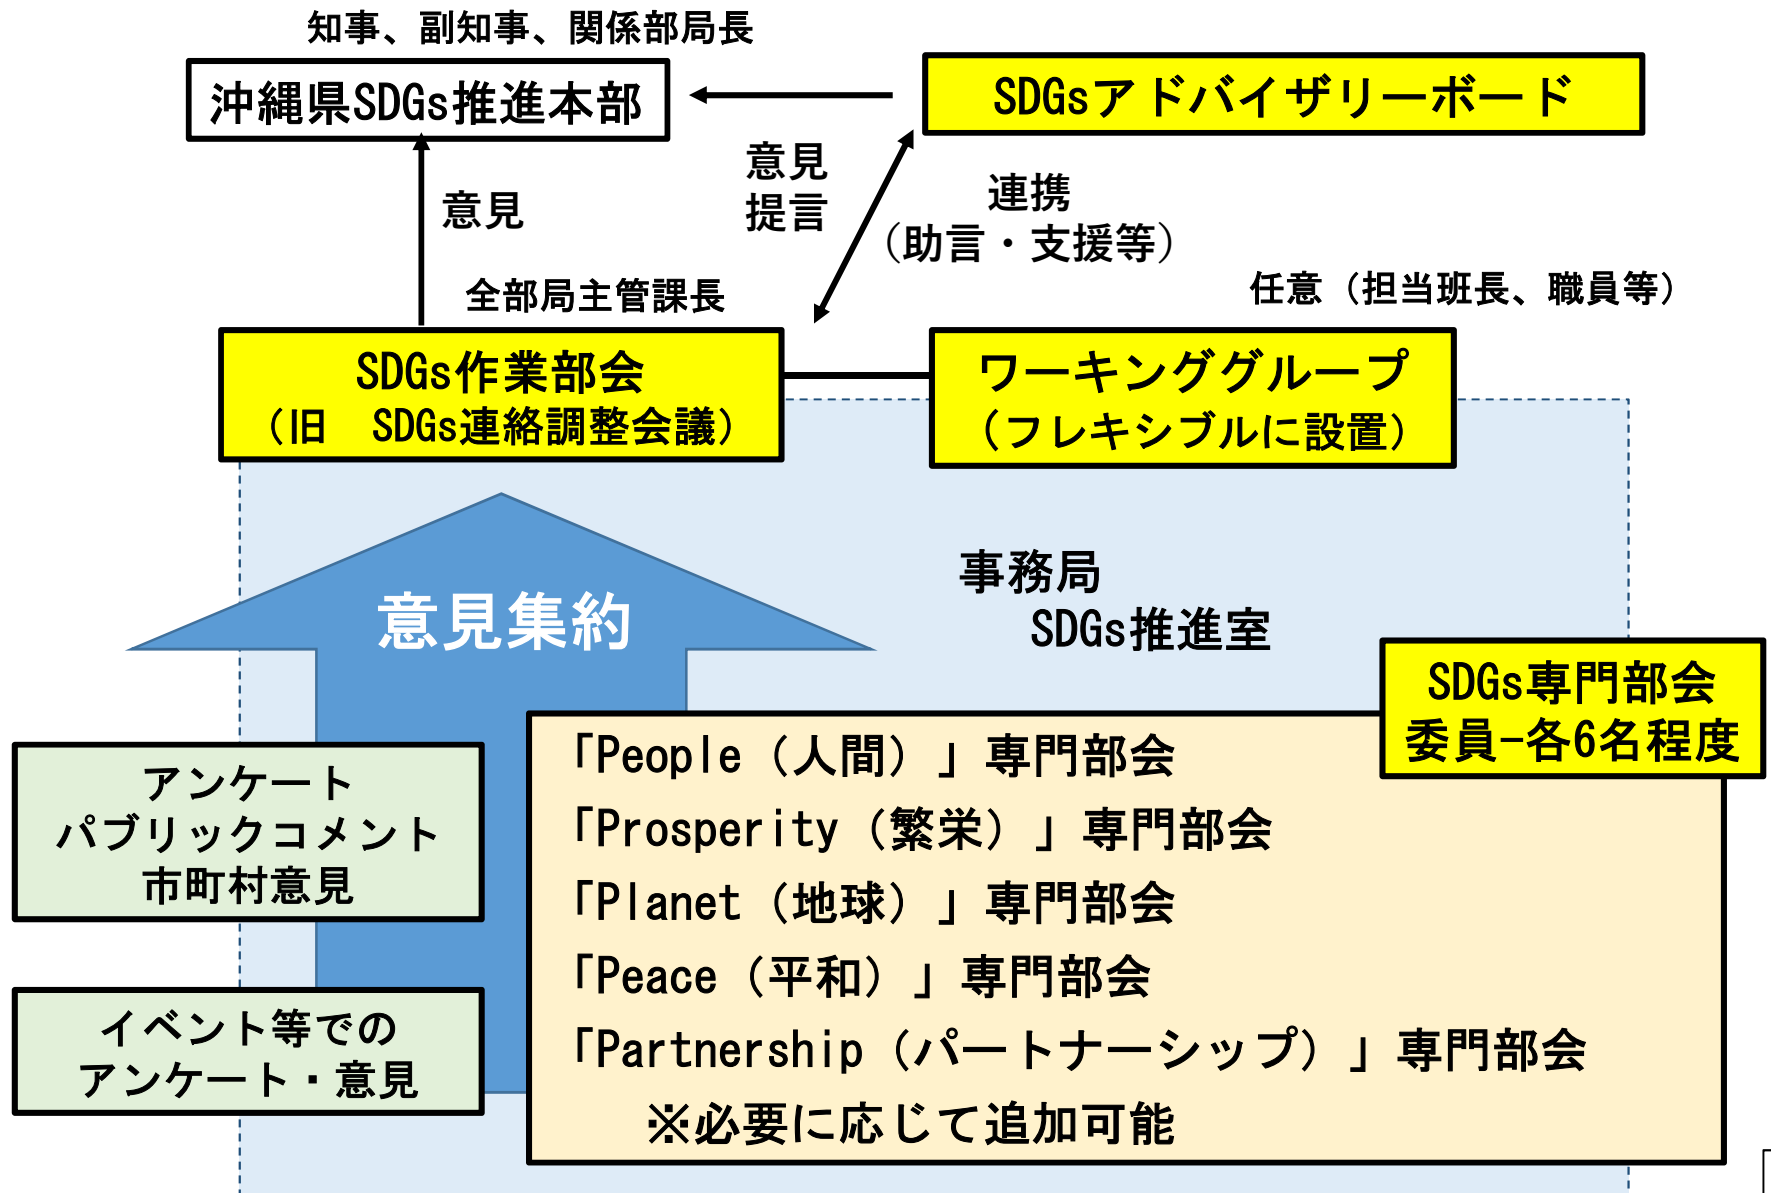 知事、副知事、関係部局長
沖縄県SDGs推進本部
SDGsアドバイザリーボード
意見
提言
連携
（助言・支援等）
意見
全部局主管課長
任意（担当班長、職員等）
SDGs作業部会
（旧　SDGs連絡調整会議）
ワーキンググループ
（フレキシブルに設置）
意見集約
事務局
SDGs推進室
SDGs専門部会
委員-各6名程度
アンケート
パブリックコメント
市町村意見
イベント等での
アンケート・意見
「People（人間）」専門部会
「Prosperity（繁栄）」専門部会
「Planet（地球）」専門部会
「Peace（平和）」専門部会
「Partnership（パートナーシップ）」専門部会
※必要に応じて追加可能